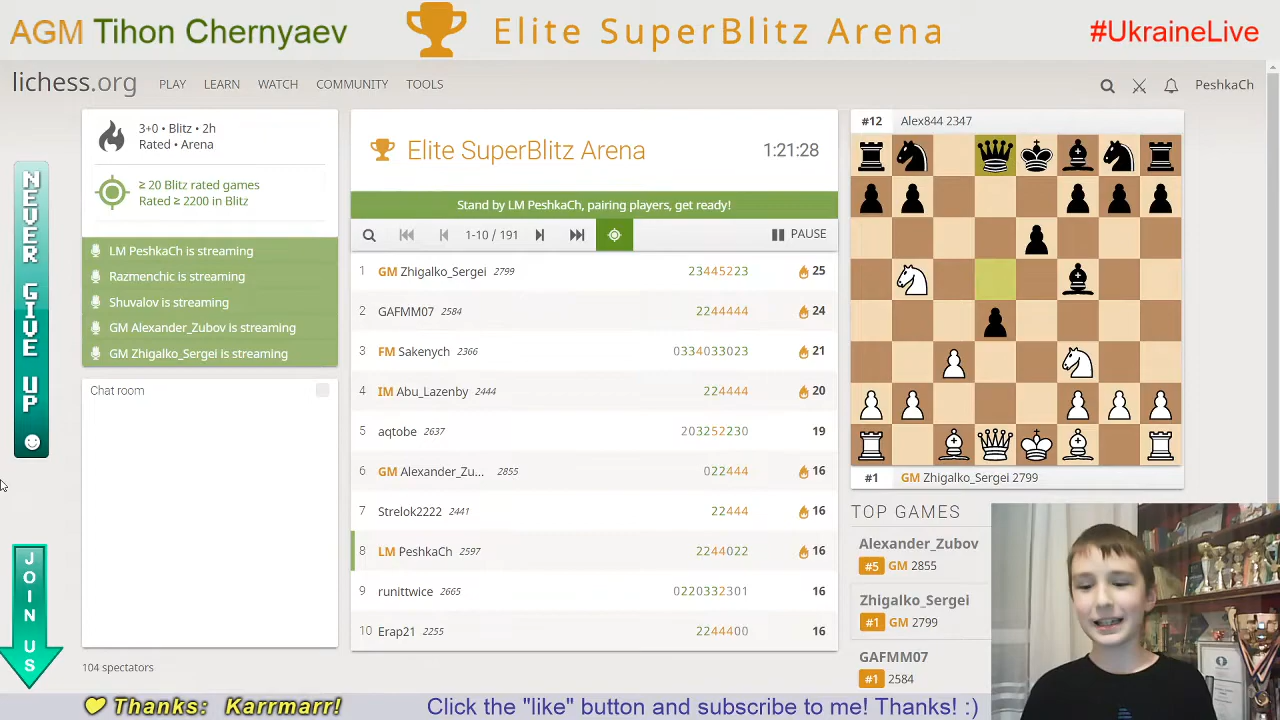 AGM Tihon Chernyaev
Elite SuperBlitz Arena
#UkraineLive
lichess.org
PLAY LEARN WATCH COMMUNITY TOOLS
PeshkaCh
NEVER GIVE UP
JOIN US
3+0 • Blitz • 2h
Rated • Arena
≥ 20 Blitz rated games
Rated ≥ 2200 in Blitz
LM PeshkaCh is streaming
Razmenchic is streaming
Shuvalov is streaming
GM Alexander_Zubov is streaming
GM Zhigalko_Sergei is streaming
Chat room
104 spectators
Elite SuperBlitz Arena 1:21:28
Stand by LM PeshkaCh, pairing players, get ready!
1-10 / 191 PAUSE
1 GM Zhigalko_Sergei 2799 23445223 25
2 GAFMM07 2584 2244444 24
3 FM Sakenych 2366 0334033023 21
4 IM Abu_Lazenby 2444 224444 20
5 aqtobe 2637 203252230 19
6 GM Alexander_Zu... 2855 022444 16
7 Strelok2222 2441 22444 16
8 LM PeshkaCh 2597 2244022 16
9 runittwice 2665 0220332301 16
10 Erap21 2255 2244400 16
#12 Alex844 2347
#1 GM Zhigalko_Sergei 2799
TOP GAMES
Alexander_Zubov
#5 GM 2855
Zhigalko_Sergei
#1 GM 2799
GAFMM07
#1 2584
Thanks: Karrmarr!
Click the "like" button and subscribe to me! Thanks! :)